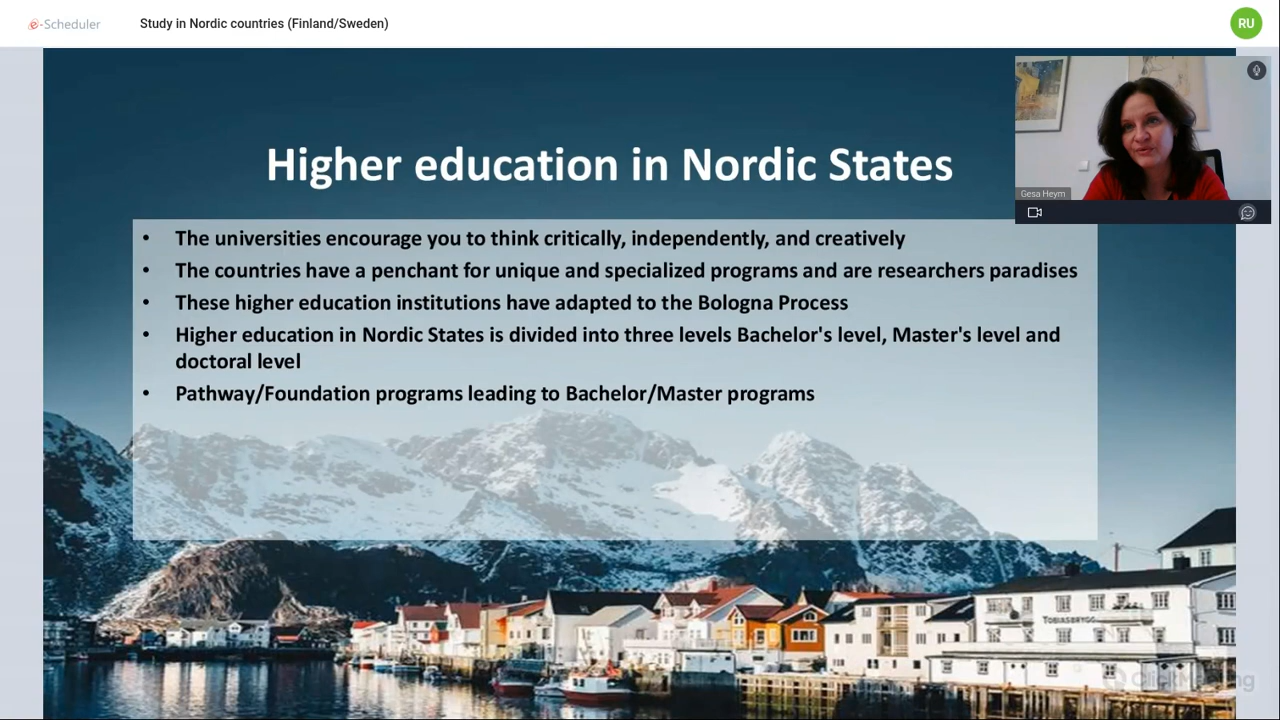 e-Scheduler
Study in Nordic countries (Finland/Sweden)
RU
Gesa Heym
Higher education in Nordic States
• The universities encourage you to think critically, independently, and creatively
• The countries have a penchant for unique and specialized programs and are researchers paradises
• These higher education institutions have adapted to the Bologna Process
• Higher education in Nordic States is divided into three levels Bachelor's level, Master's level and
doctoral level
• Pathway/Foundation programs leading to Bachelor/Master programs
ClickMeeting